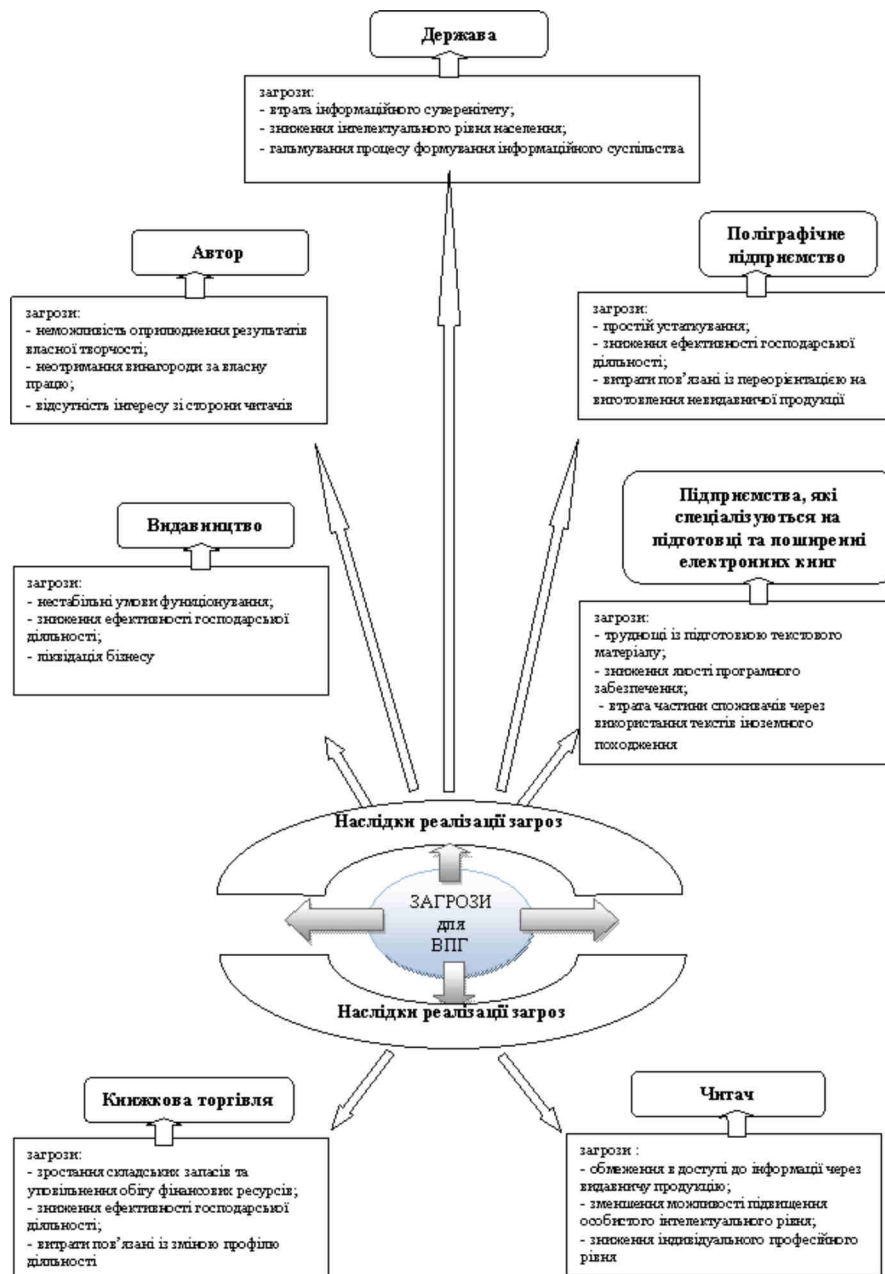 Держава
загрози:
- втрата інформаційного суверенітету;
- зниження інтелектуального рівня населення;
- гальмування процесу формування інформаційного суспільства
Автор
загрози:
- неможливість оприлюднення результатів
власної творчості;
- неотримання винагороди за власну
працю;
- відсутність інтересу зі сторони читачів
Поліграфічне
підприємство
загрози:
- простій устаткування;
- зниження ефективності господарської
діяльності;
- витрати пов’язані із переорієнтацією на
виготовлення невидавничої продукції
Видавництво
загрози:
- нестабільні умови функціонування;
- зниження ефективності господарської
діяльності;
- ліквідація бізнесу
Підприємства, які
спеціалізуються на
підготовці та поширенні
електронних книг
загрози:
- труднощі із підготовкою текстового
матеріалу;
- зниження якості програмного
забезпечення;
- втрата частини споживачів через
використання текстів іноземного
походження
Наслідки реалізації загроз
ЗАГРОЗИ
для
ВПГ
Наслідки реалізації загроз
Книжкова торгівля
загрози:
- зростання складських запасів та
уповільнення обігу фінансових ресурсів;
- зниження ефективності господарської
діяльності;
- витрати пов’язані із зміною профілю
діяльності
Читач
загрози :
- обмеження в доступі до інформації через
видавничу продукцію;
- зменшення можливості підвищення
особистого інтелектуального рівня;
- зниження індивідуального професійного
рівня